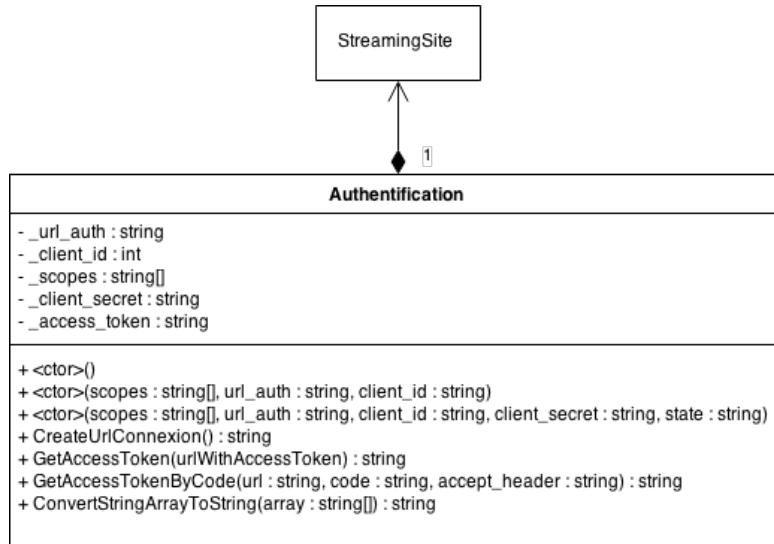 StreamingSite
1
Authentification
- _url_auth : string
- _client_id : int
- _scopes : string[]
- _client_secret : string
- _access_token : string
+ <ctor>()
+ <ctor>(scopes : string[], url_auth : string, client_id : string)
+ <ctor>(scopes : string[], url_auth : string, client_id : string, client_secret : string, state : string)
+ CreateUrlConnexion() : string
+ GetAccessToken(urlWithAccessToken) : string
+ GetAccessTokenByCode(url : string, code : string, accept_header : string) : string
+ ConvertStringArrayToString(array : string[]) : string